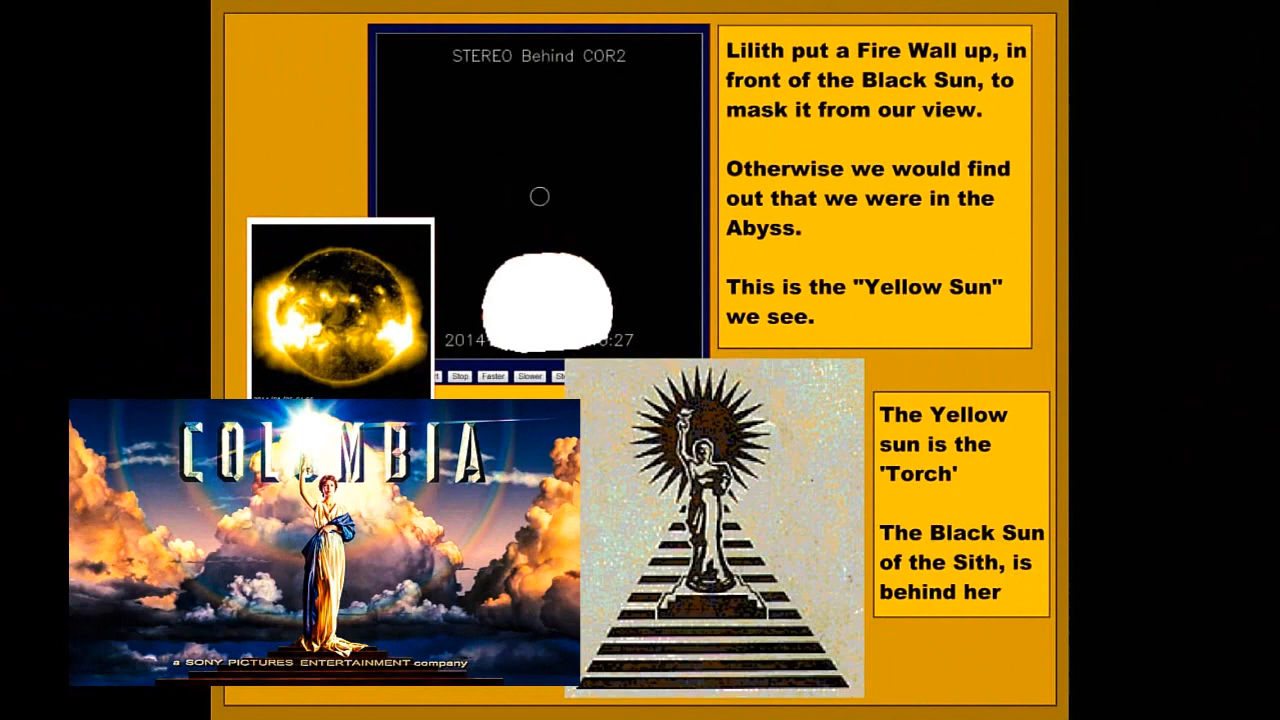 STEREO Behind COR2
2014
:27
Stop Faster Slower
Lilith put a Fire Wall up, in
front of the Black Sun, to
mask it from our view.
Otherwise we would find
out that we were in the
Abyss.
This is the "Yellow Sun"
we see.
COLUMBIA
a SONY PICTURES ENTERTAINMENT company
The Yellow
sun is the
'Torch'
The Black Sun
of the Sith, is
behind her